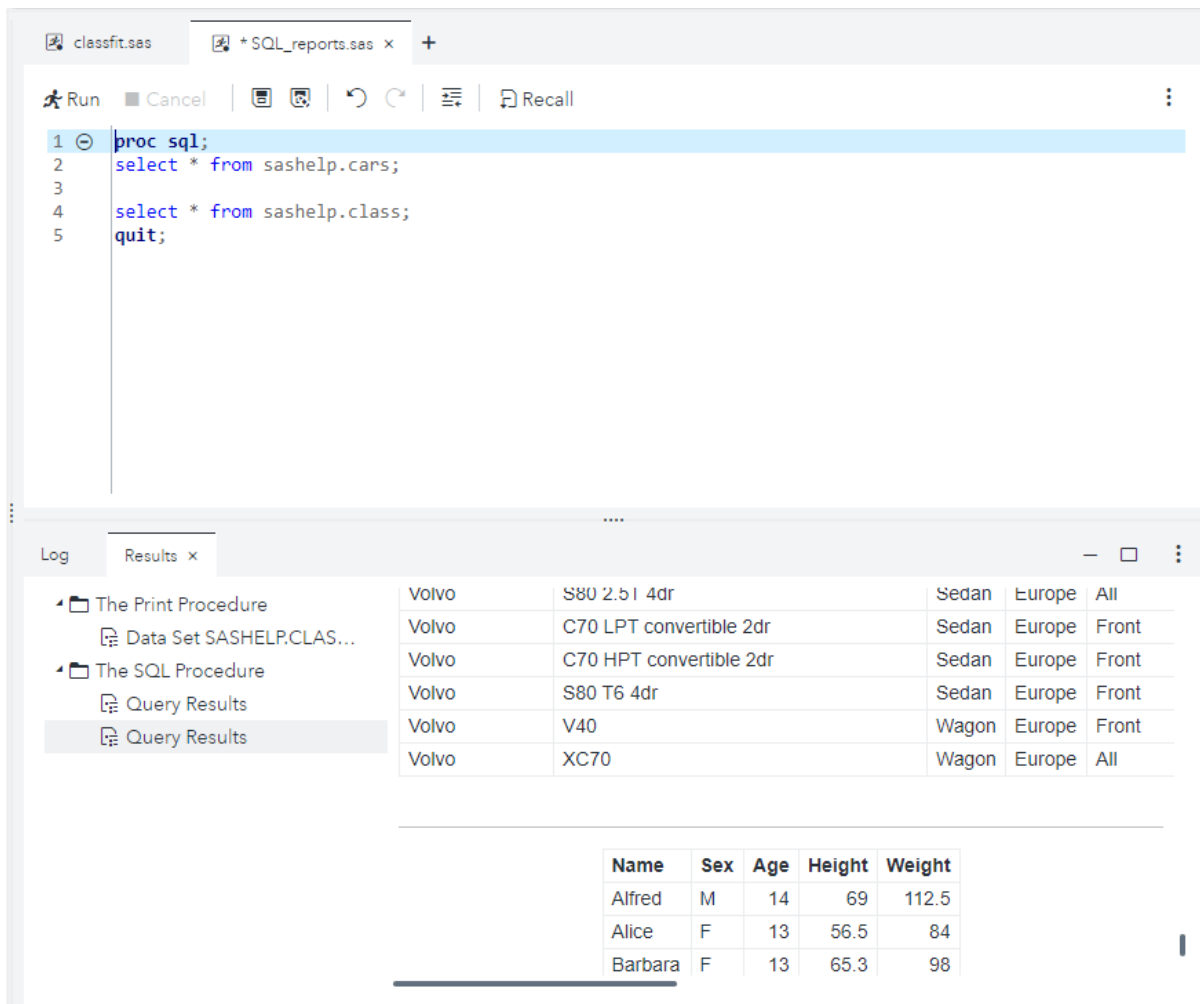 classfit.sas * SQL_reports.sas × +
Run Cancel Recall
1 proc sql;
2 select * from sashelp.cars;
3
4 select * from sashelp.class;
5 quit;
Log Results ×
The Print Procedure
Data Set SASHELP.CLAS...
The SQL Procedure
Query Results
Query Results
Volvo S80 2.5T 4dr Sedan Europe All
Volvo C70 LPT convertible 2dr Sedan Europe Front
Volvo C70 HPT convertible 2dr Sedan Europe Front
Volvo S80 T6 4dr Sedan Europe Front
Volvo V40 Wagon Europe Front
Volvo XC70 Wagon Europe All
Name Sex Age Height Weight
Alfred M 14 69 112.5
Alice F 13 56.5 84
Barbara F 13 65.3 98